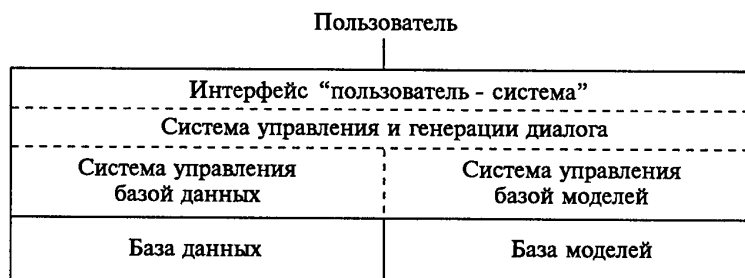 Пользователь
Интерфейс “пользователь - система”
Система управления и генерации диалога
Система управления
базой данных
Система управления
базой моделей
База данных
База моделей